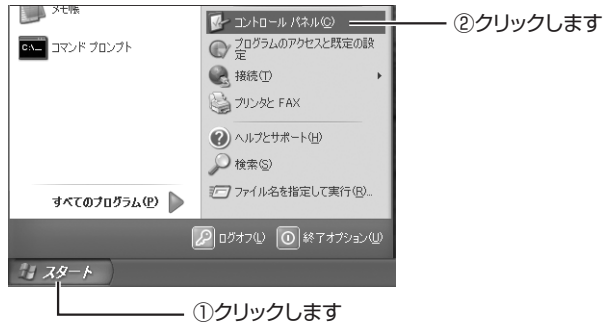 メモ帳
コマンド プロンプト
すべてのプログラム(P)
コントロール パネル(C)
プログラムのアクセスと既定の設
定
接続(T)
プリンタと FAX
ヘルプとサポート(H)
検索(S)
ファイル名を指定して実行(R)...
ログオフ(L)
終了オプション(U)
スタート
②クリックします
①クリックします